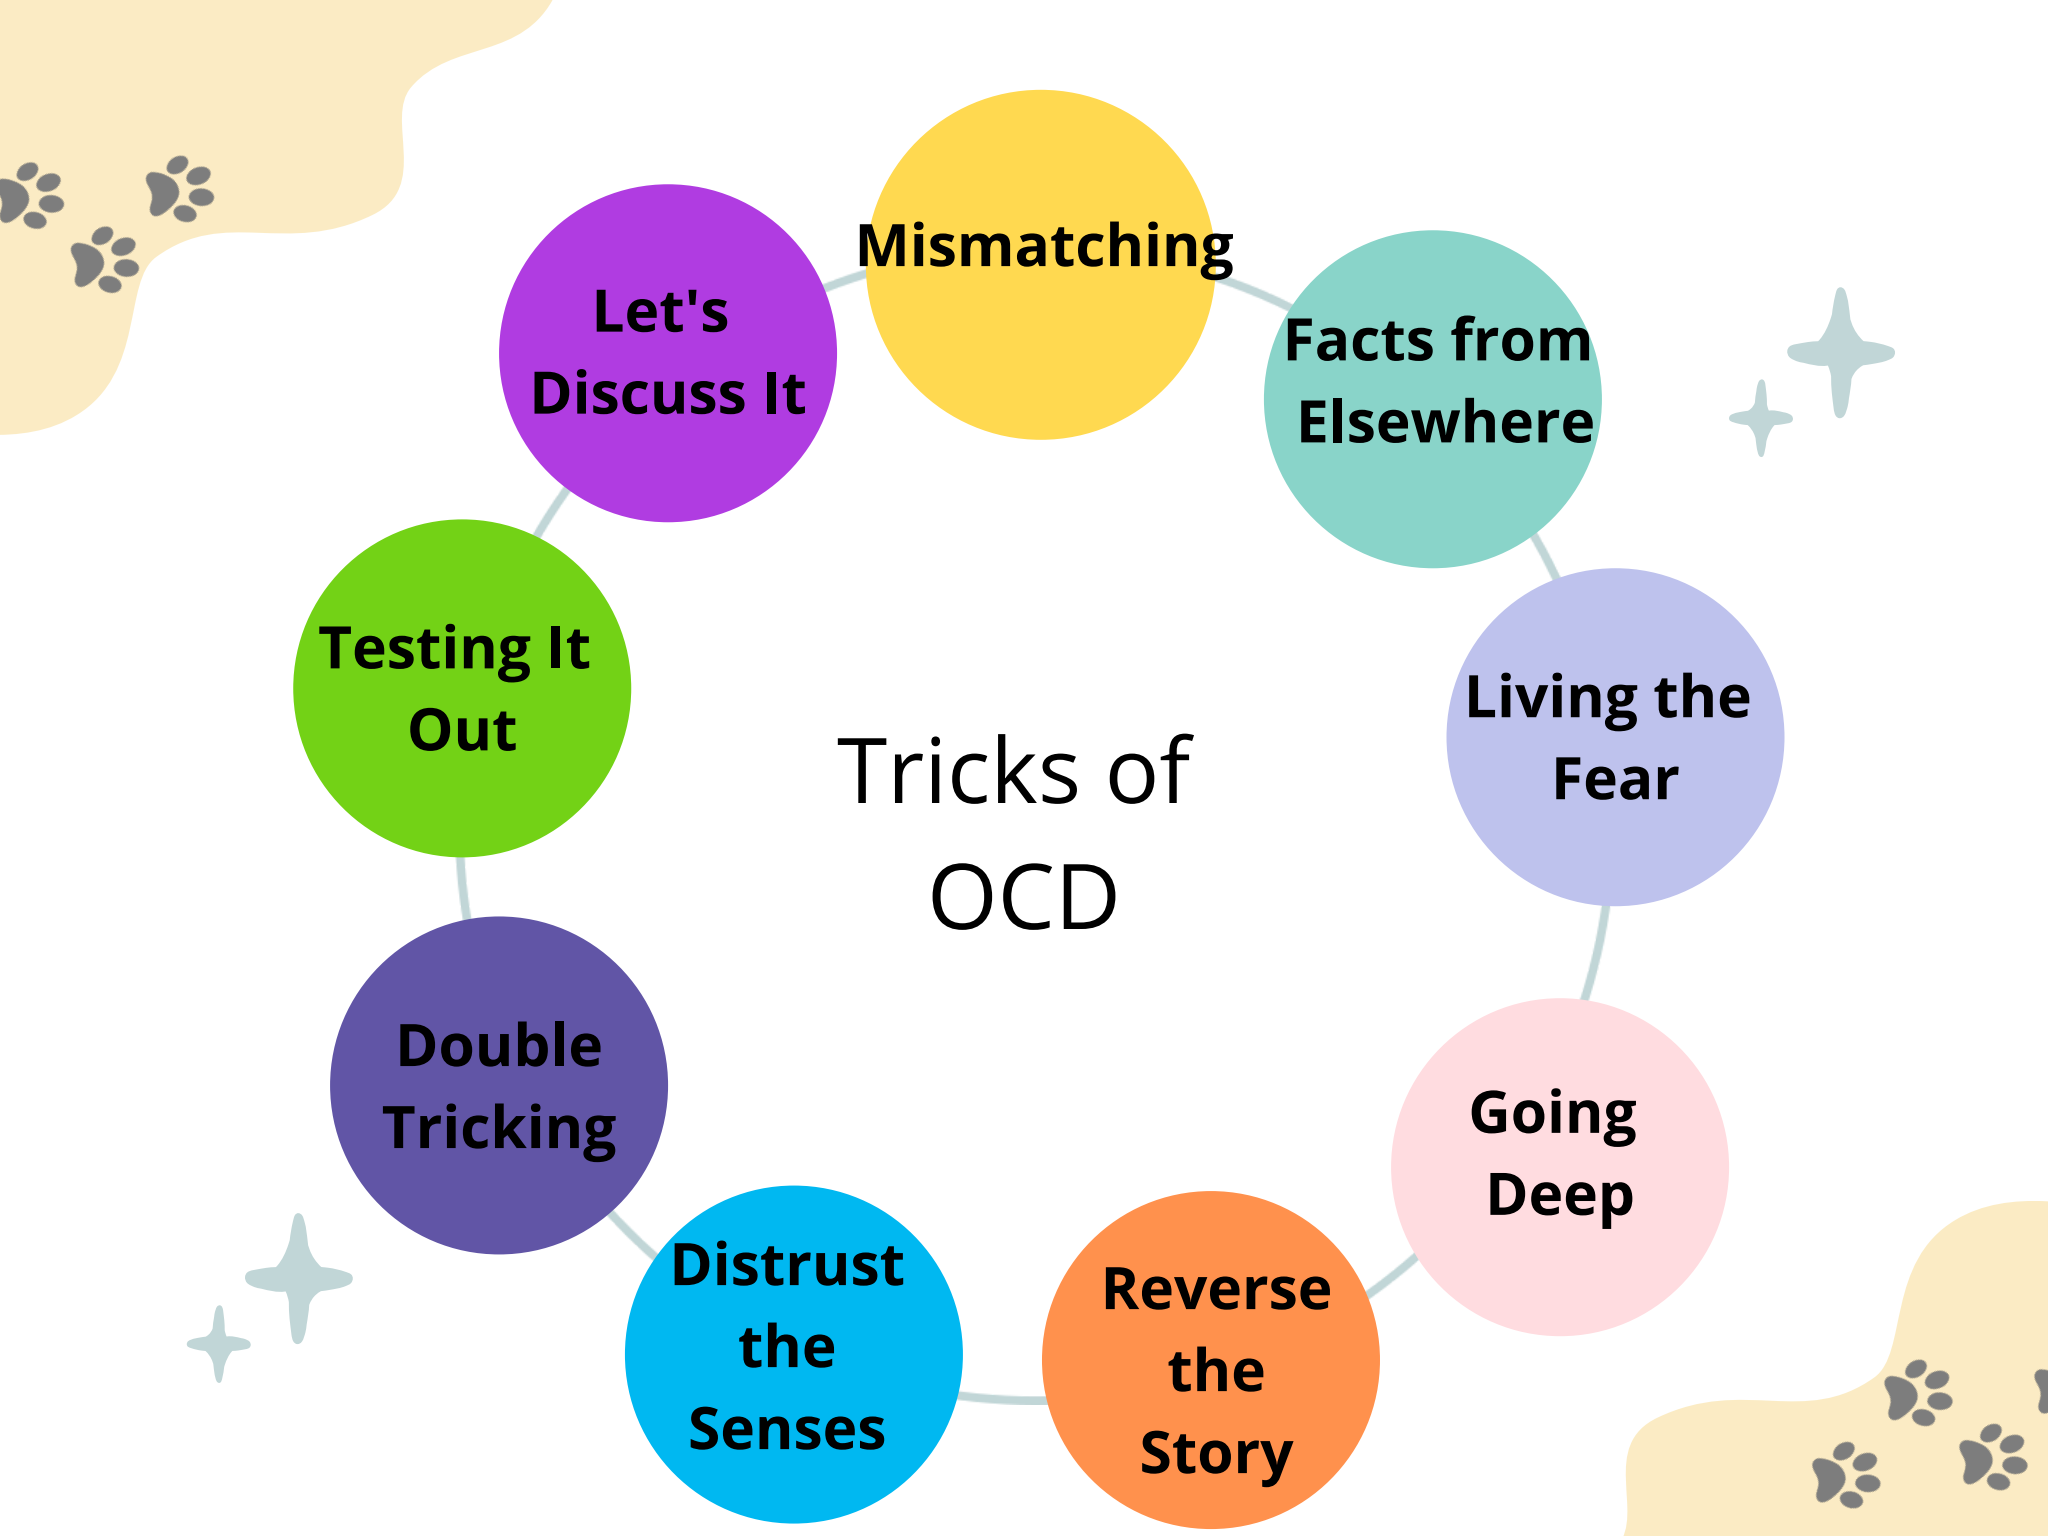 Mismatching
Facts from
Elsewhere
Living the
Fear
Going
Deep
Reverse
the
Story
Distrust
the
Senses
Double
Tricking
Testing It
Out
Let's
Discuss It
Tricks of
OCD